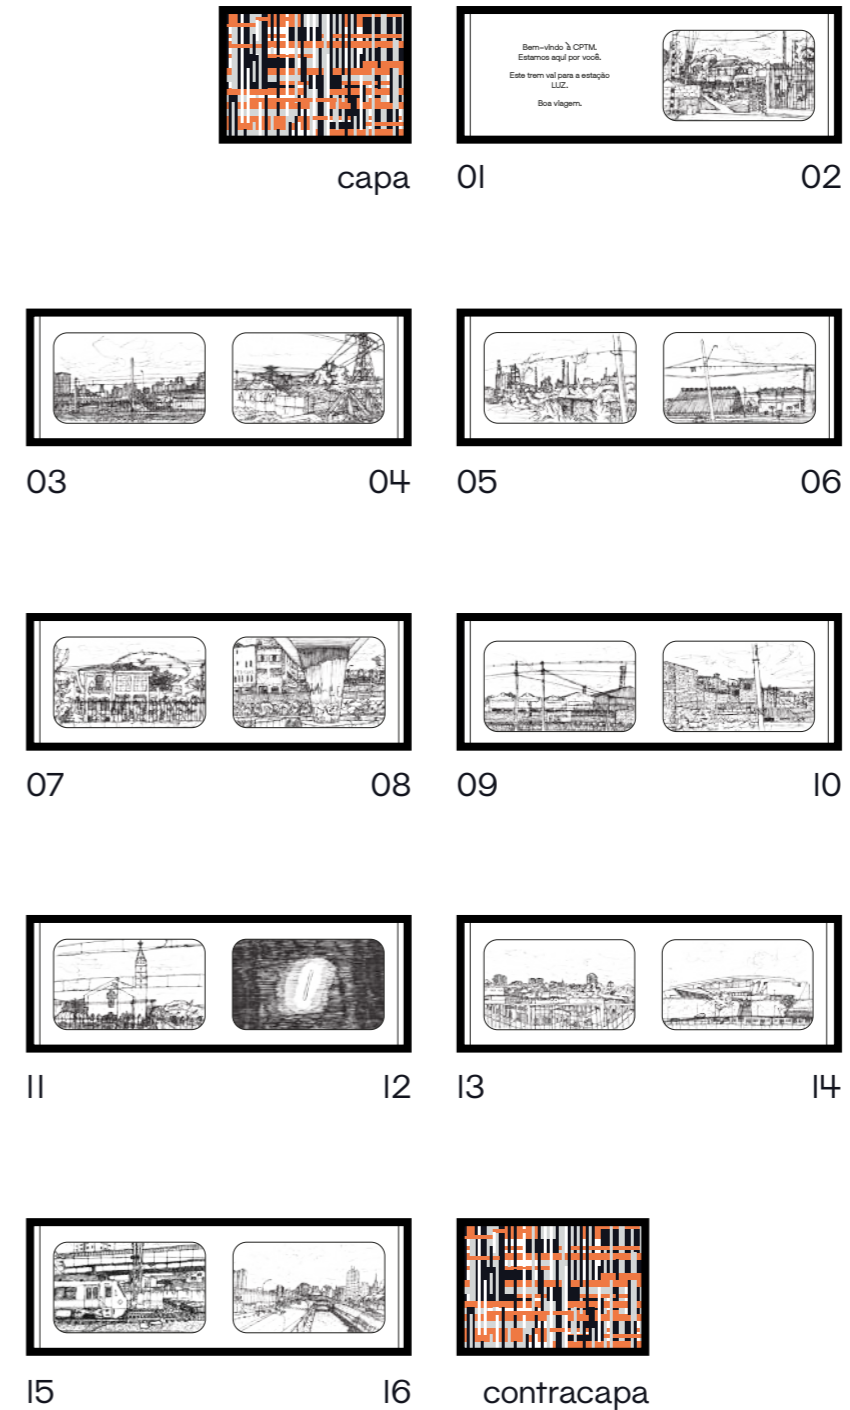 capa
Bem-vindo à CPTM.
Estamos aqui por você.
Este trem vai para a estação
LUZ.
Boa viagem.
01
02
03
04
05
06
07
08
09
10
11
12
13
14
15
16
contracapa